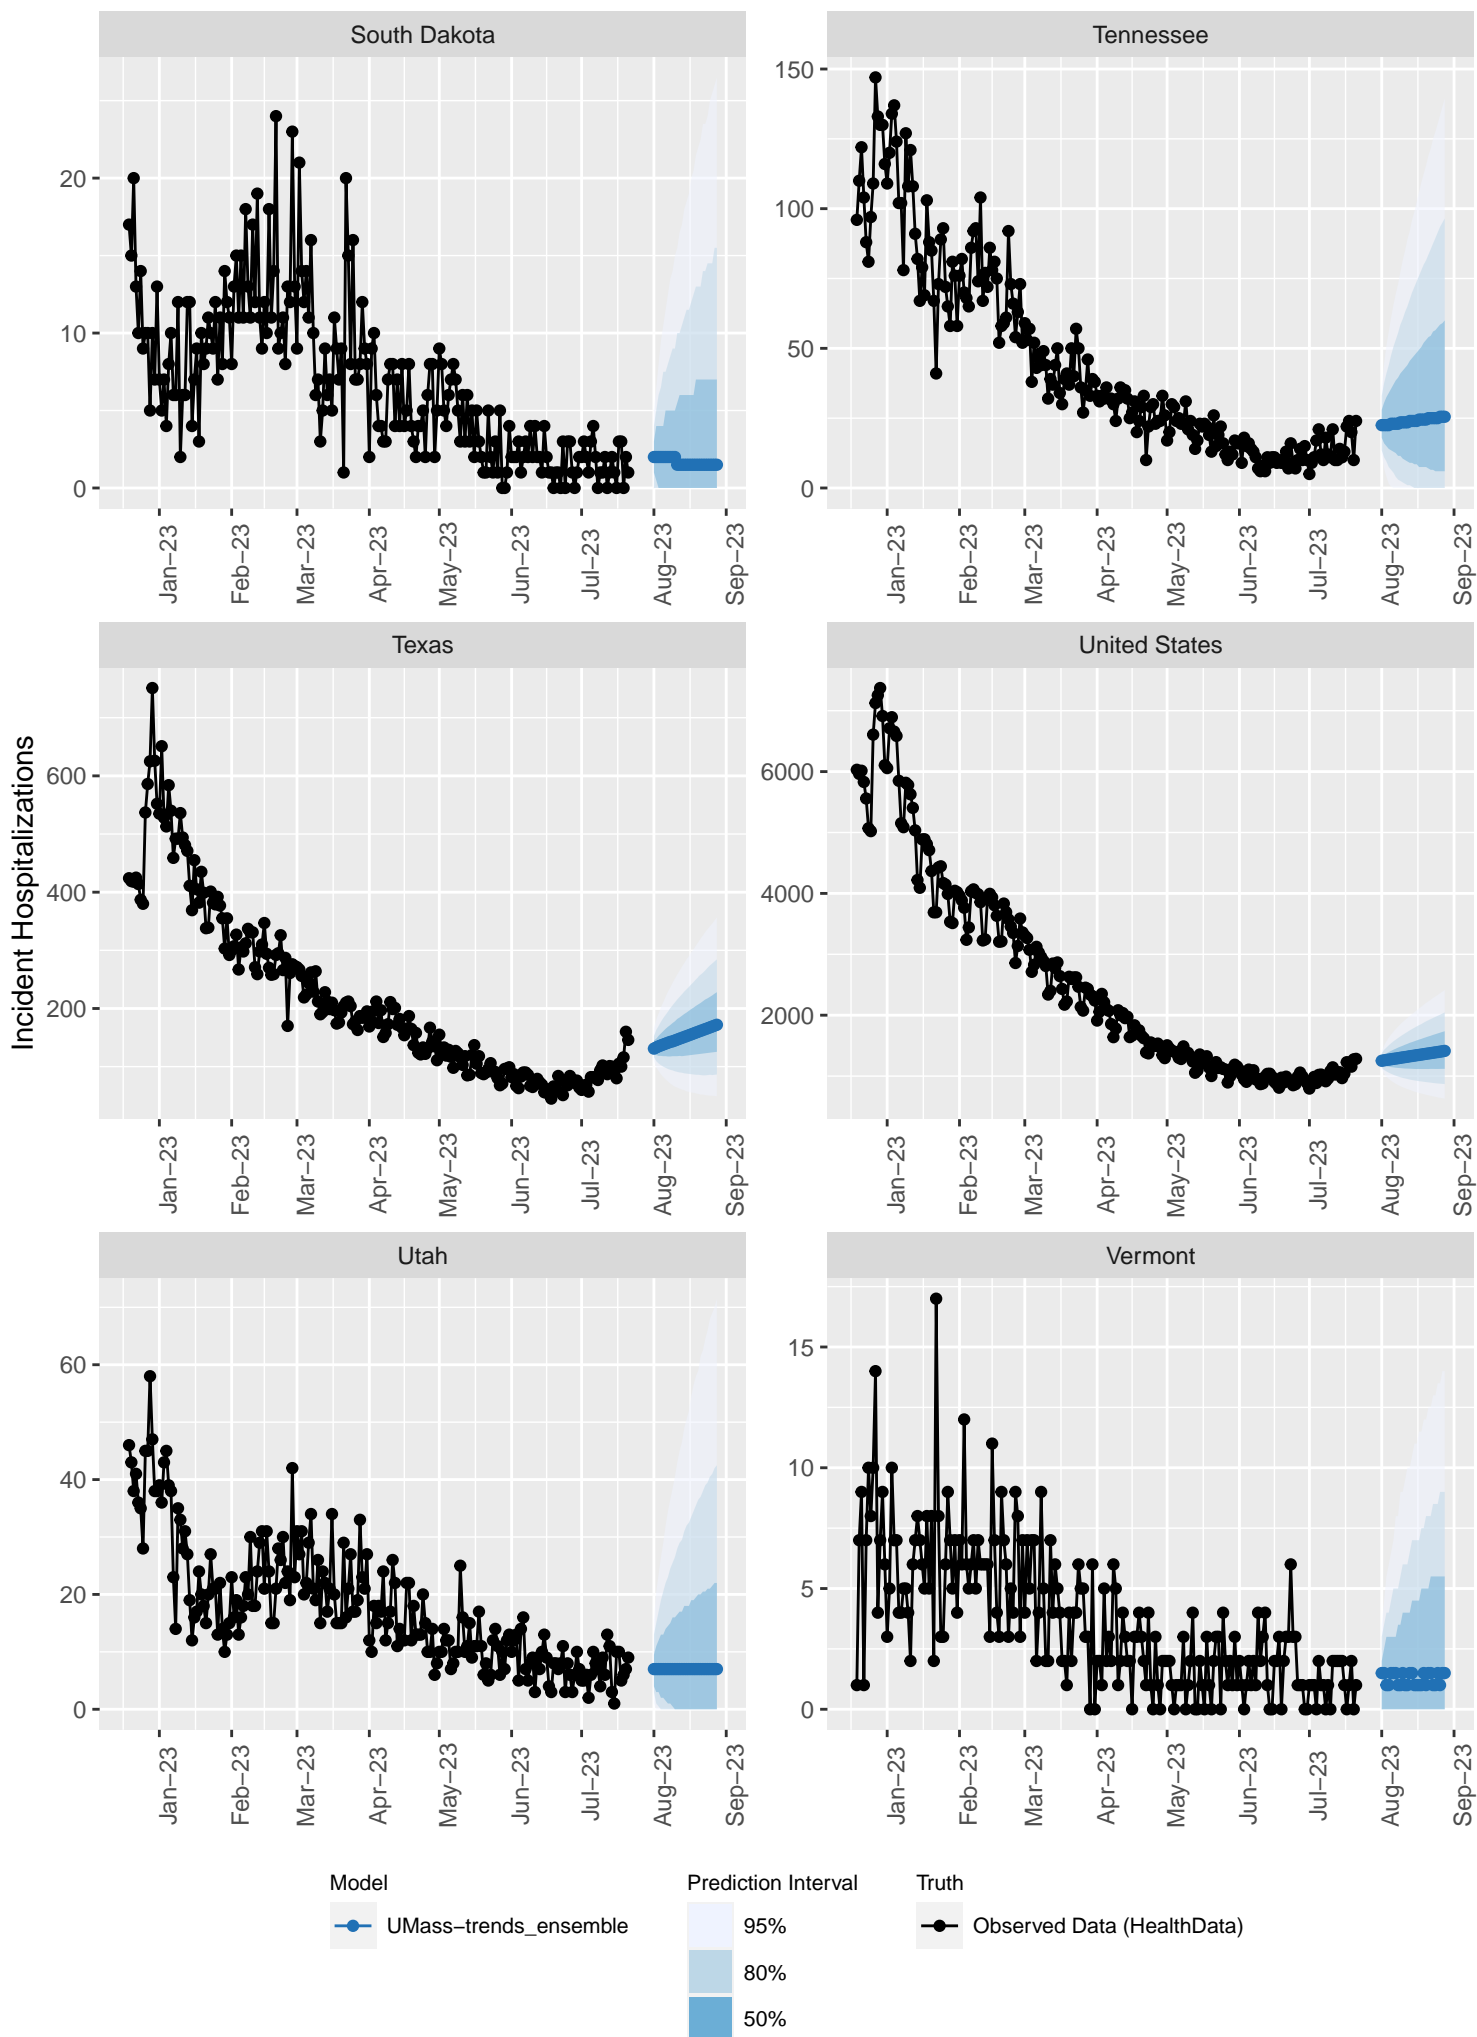 South Dakota
Tennessee
20
10
0
150
100
50
0
Jan−23
Feb−23
Mar−23
Apr−23
May−23
Jun−23
Jul−23
Aug−23
Sep−23
Jan−23
Feb−23
Mar−23
Apr−23
May−23
Jun−23
Jul−23
Aug−23
Sep−23
Texas
United States
Incident Hospitalizations
600
400
200
6000
4000
2000
Jan−23
Feb−23
Mar−23
Apr−23
May−23
Jun−23
Jul−23
Aug−23
Sep−23
Jan−23
Feb−23
Mar−23
Apr−23
May−23
Jun−23
Jul−23
Aug−23
Sep−23
Utah
Vermont
60
40
20
0
15
10
5
0
Jan−23
Feb−23
Mar−23
Apr−23
May−23
Jun−23
Jul−23
Aug−23
Sep−23
Jan−23
Feb−23
Mar−23
Apr−23
May−23
Jun−23
Jul−23
Aug−23
Sep−23
Model
UMass−trends_ensemble
Prediction Interval
95%
80%
50%
Truth
Observed Data (HealthData)